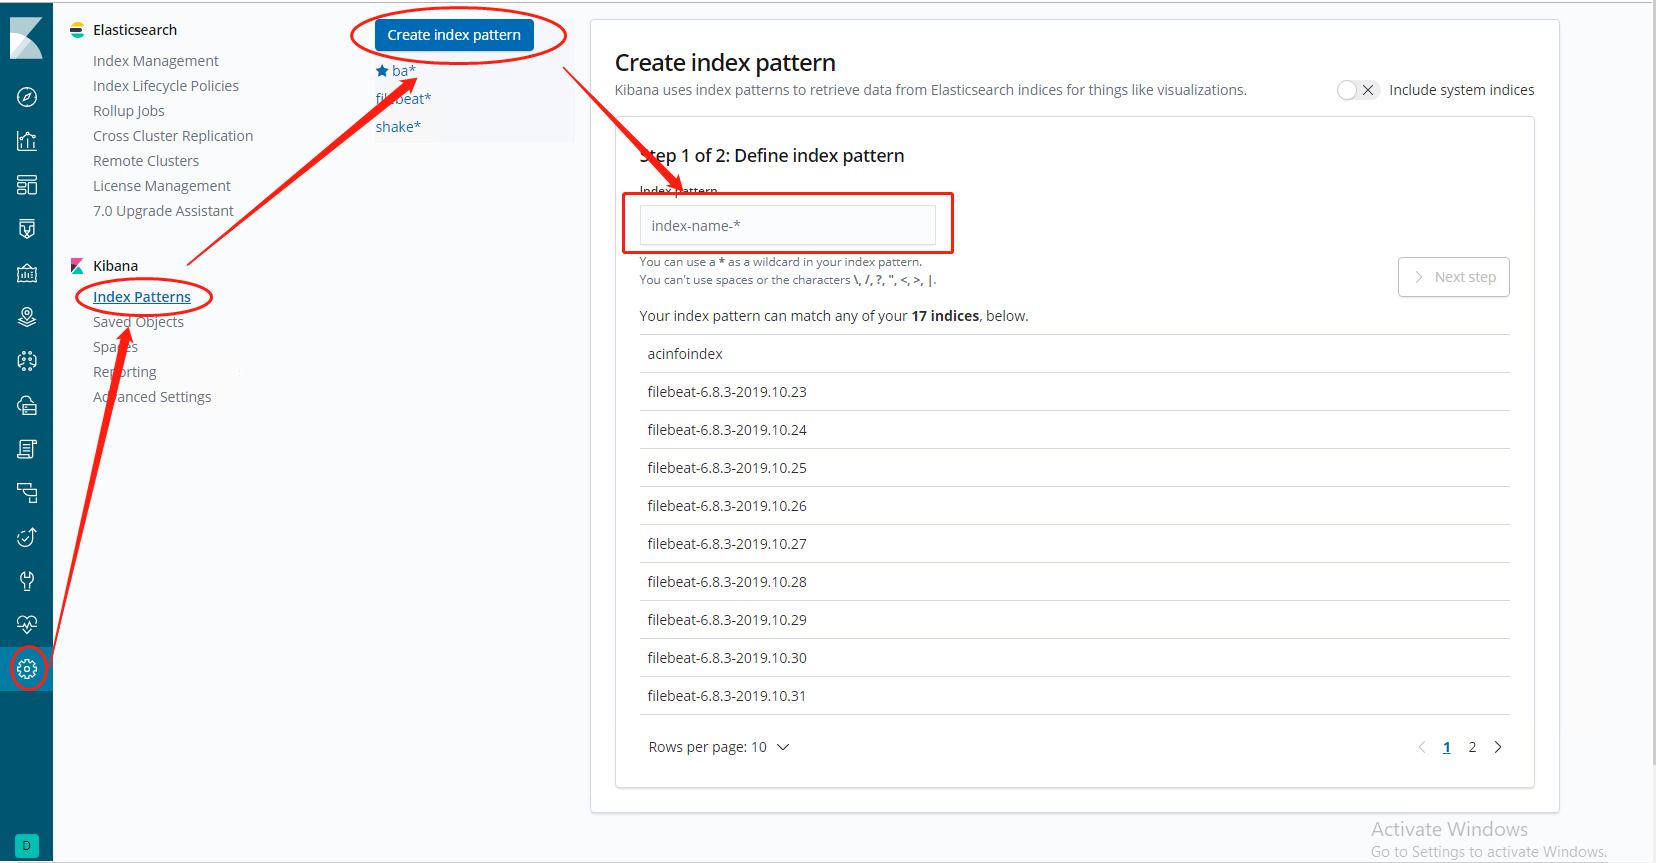 Elasticsearch
Index Management
Index Lifecycle Policies
Rollup Jobs
Cross Cluster Replication
Remote Clusters
License Management
7.0 Upgrade Assistant
Kibana
Index Patterns
Saved Objects
Spaces
Reporting
Advanced Settings
D
Create index pattern
ba*
filebeat*
shake*
Create index pattern
Kibana uses index patterns to retrieve data from Elasticsearch indices for things like visualizations.
Include system indices
Step 1 of 2: Define index pattern
Index pattern
index-name-*
You can use a * as a wildcard in your index pattern.
You can't use spaces or the characters \, /, ?, ", <, >, |.
Next step
Your index pattern can match any of your 17 indices, below.
acinfoindex
filebeat-6.8.3-2019.10.23
filebeat-6.8.3-2019.10.24
filebeat-6.8.3-2019.10.25
filebeat-6.8.3-2019.10.26
filebeat-6.8.3-2019.10.27
filebeat-6.8.3-2019.10.28
filebeat-6.8.3-2019.10.29
filebeat-6.8.3-2019.10.30
filebeat-6.8.3-2019.10.31
Rows per page: 10
1 2
Activate Windows
Go to Settings to activate Windows.